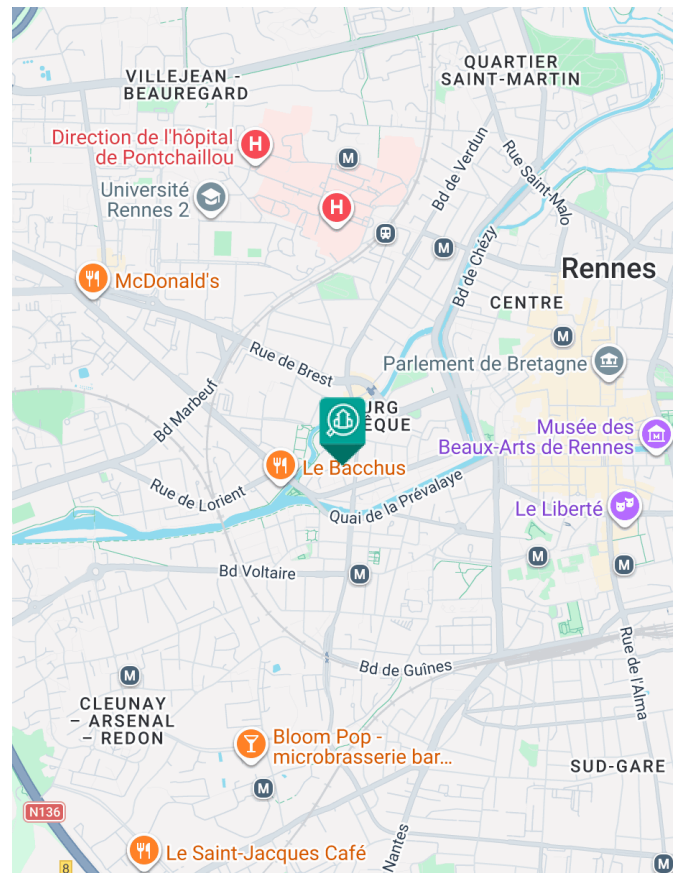 QUARTIER
SAINT-MARTIN
VILLEJEAN -
BEAUREGARD
Direction de l'hôpital
de Pontchaillou
H
M
Bd de Verdun
Rue Saint-Malo
Université
Rennes 2
H
M
Bd de Chézy
Rennes
McDonald's
CENTRE
M
Rue de Brest
Parlement de Bretagne
Bd Marbeuf
URG
ÊQUE
Musée des
Beaux-Arts de Rennes
M
Le Bacchus
Rue de Lorient
Quai de la Prévalaye
Le Liberté
M
M
Bd Voltaire
M
Bd de Guînes
Rue de l'Alma
M
CLEUNAY
– ARSENAL
– REDON
Bloom Pop -
microbrasserie bar...
SUD-GARE
M
N136
Nantes
Le Saint-Jacques Café
8
M